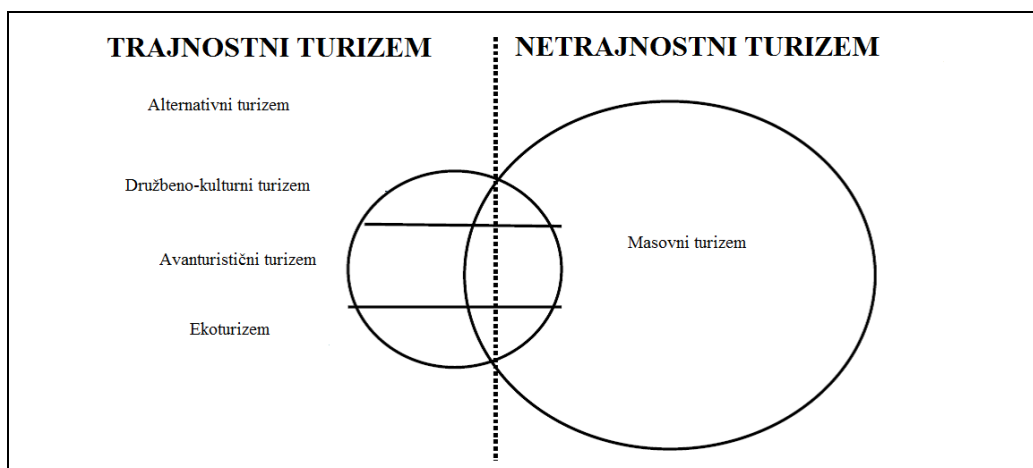 TRAJNOSTNI TURIZEM
NETRAJNOSTNI TURIZEM
Alternativni turizem
Družbeno-kulturni turizem
Avanturistični turizem
Ekoturizem
Masovni turizem